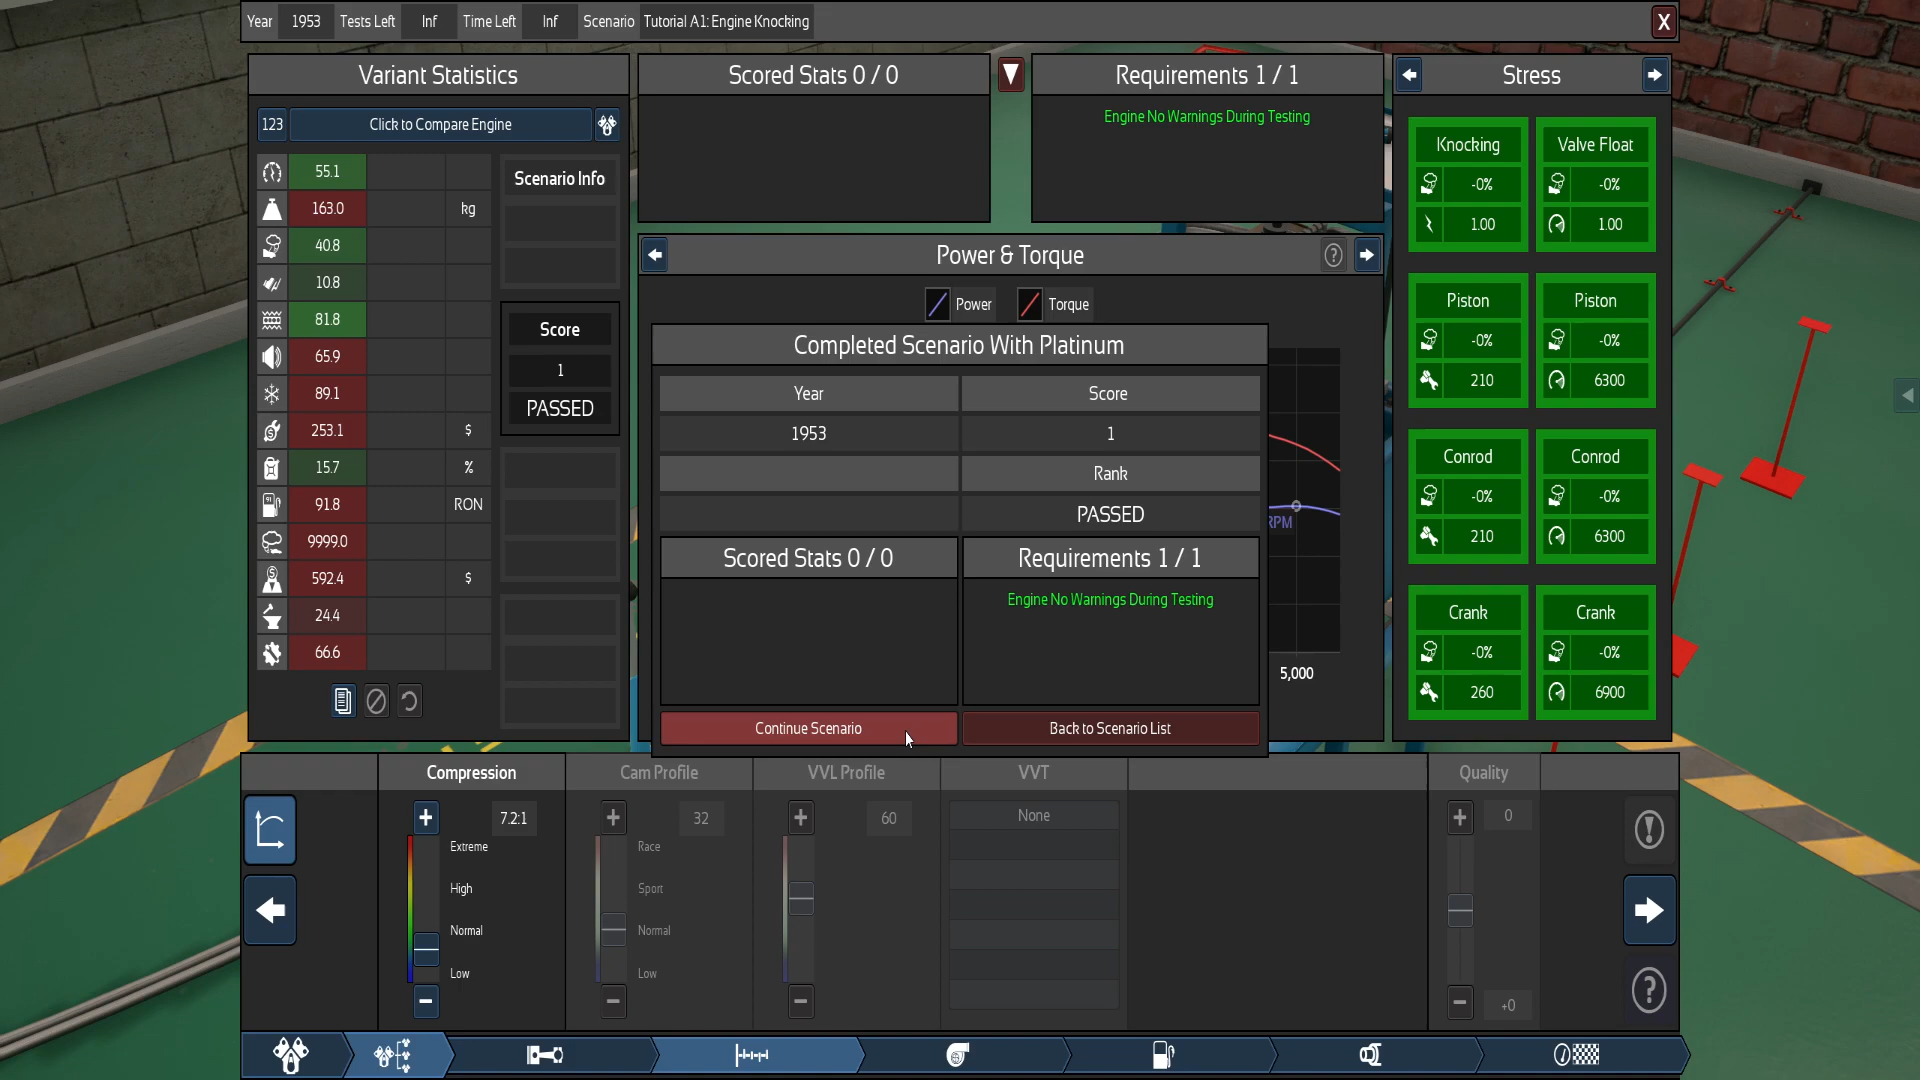 Year 1953 Tests Left Inf Time Left Inf Scenario Tutorial A1: Engine Knocking X
Variant Statistics
123 Click to Compare Engine
55.1
163.0 kg
40.8
10.8
81.8
65.9
89.1
253.1 $
15.7 %
91.8 RON
9999.0
592.4 $
24.4
66.6
Scenario Info
Score
1
PASSED
Scored Stats 0 / 0
Requirements 1 / 1
Engine No Warnings During Testing
Power & Torque ?
Power Torque
RPM
5,000
Completed Scenario With Platinum
Year Score
1953 1
Rank
PASSED
Scored Stats 0 / 0 Requirements 1 / 1
Engine No Warnings During Testing
Continue Scenario Back to Scenario List
Stress
Knocking Valve Float
-0% -0%
1.00 1.00
Piston Piston
-0% -0%
210 6300
Conrod Conrod
-0% -0%
210 6300
Crank Crank
-0% -0%
260 6900
Compression Cam Profile VVL Profile VVT Quality
+ 7.2:1 + 32 + 60 None + 0
Extreme Race
High Sport
Normal Normal
Low Low
- - - - +0
?